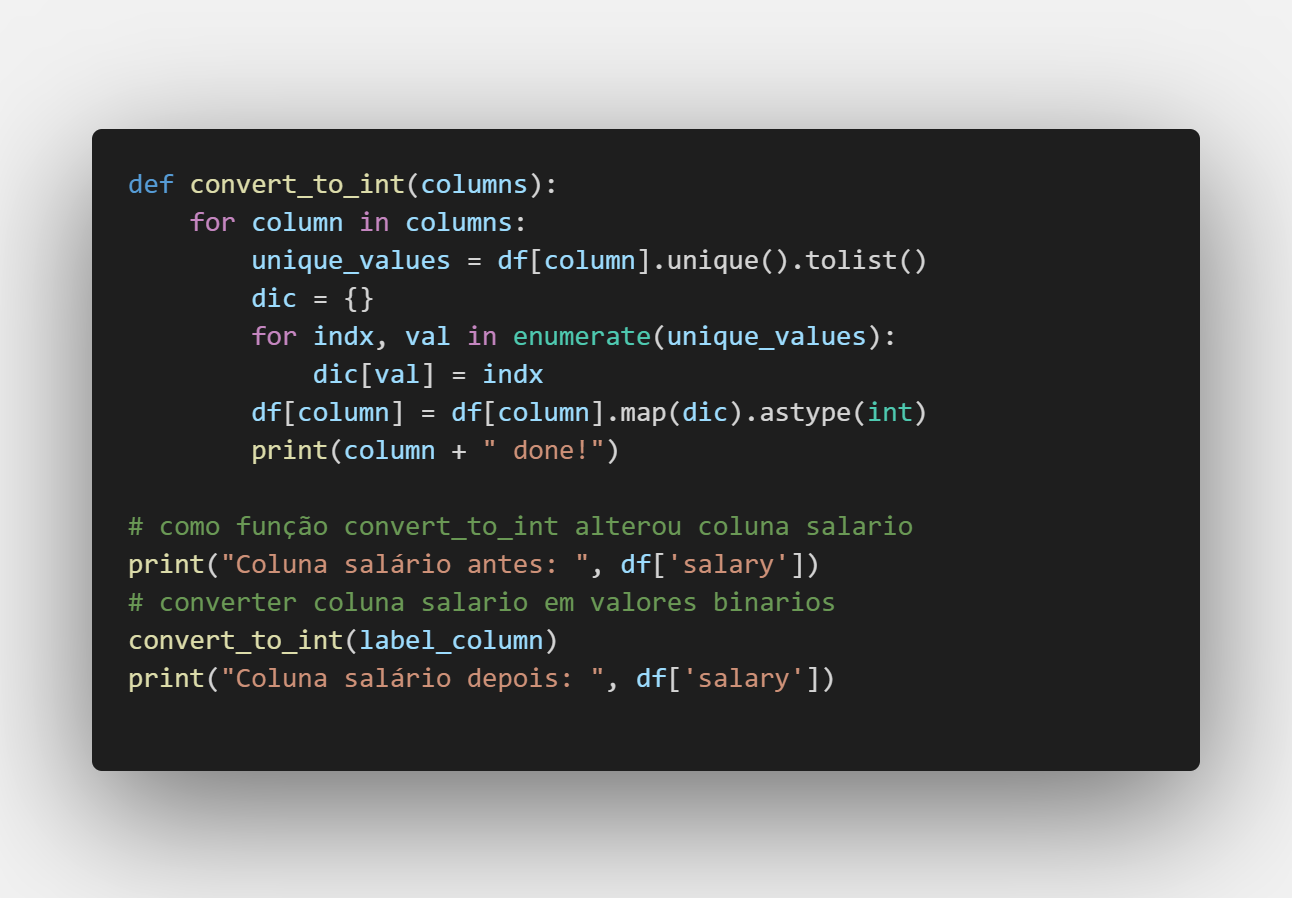 def convert_to_int(columns):
    for column in columns:
        unique_values = df[column].unique().tolist()
        dic = {}
        for indx, val in enumerate(unique_values):
            dic[val] = indx
        df[column] = df[column].map(dic).astype(int)
        print(column + " done!")

# como função convert_to_int alterou coluna salario
print("Coluna salário antes: ", df['salary'])
# converter coluna salario em valores binarios
convert_to_int(label_column)
print("Coluna salário depois: ", df['salary'])